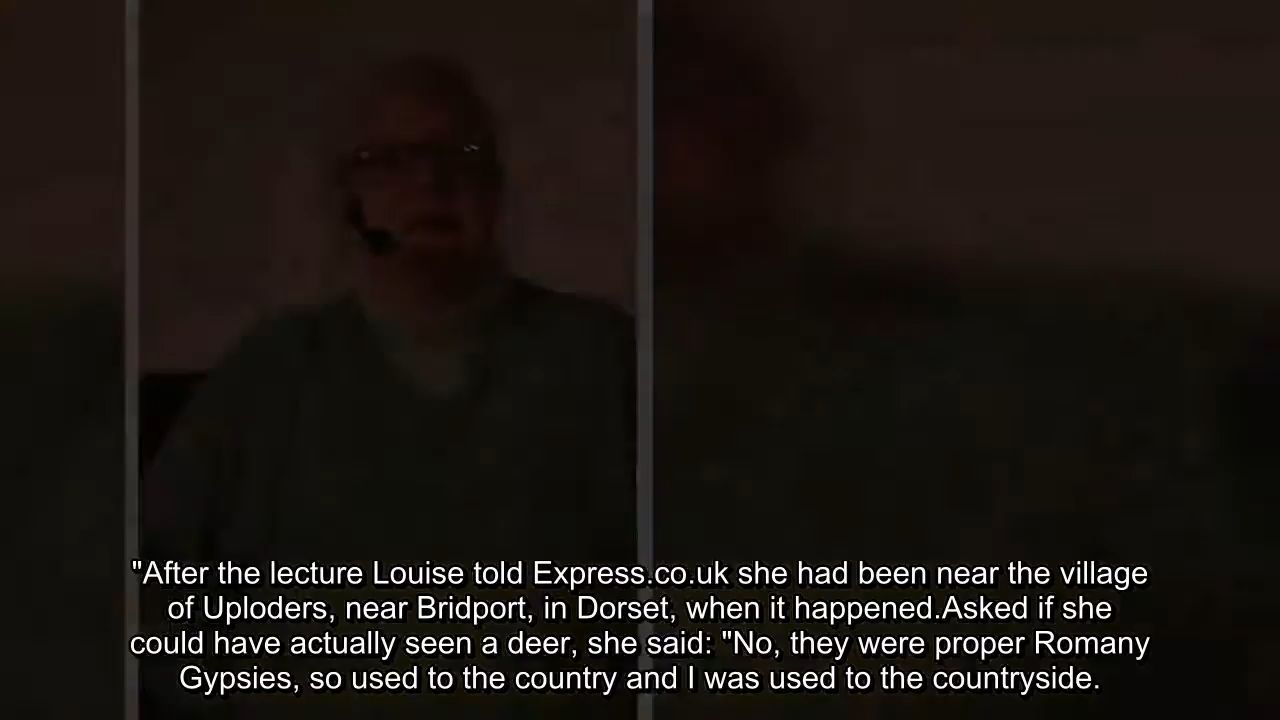 "After the lecture Louise told Express.co.uk she had been near the village
of Uploders, near Bridport, in Dorset, when it happened.Asked if she
could have actually seen a deer, she said: "No, they were proper Romany
Gypsies, so used to the country and I was used to the countryside.